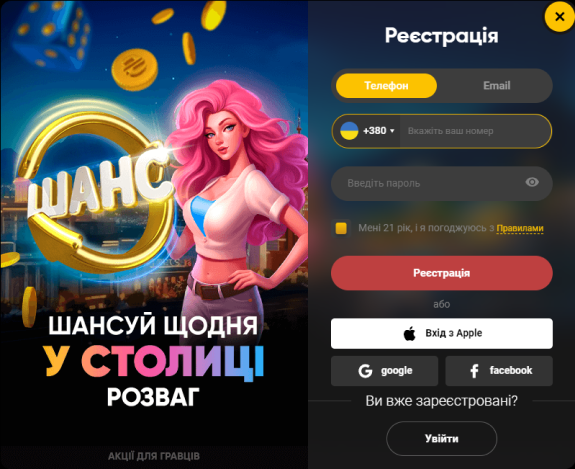 ШАНС
ШАНСУЙ ЩОДНЯ
У СТОЛИЦІ
РОЗВАГ
АКЦІЇ ДЛЯ ГРАВЦІВ
Реєстрація
Телефон
Email
+380
Вкажіть ваш номер
Введіть пароль
Мені 21 рік, і я погоджуюсь з Правилами
Реєстрація
або
Вхід з Apple
google
facebook
Ви вже зареєстровані?
Увійти